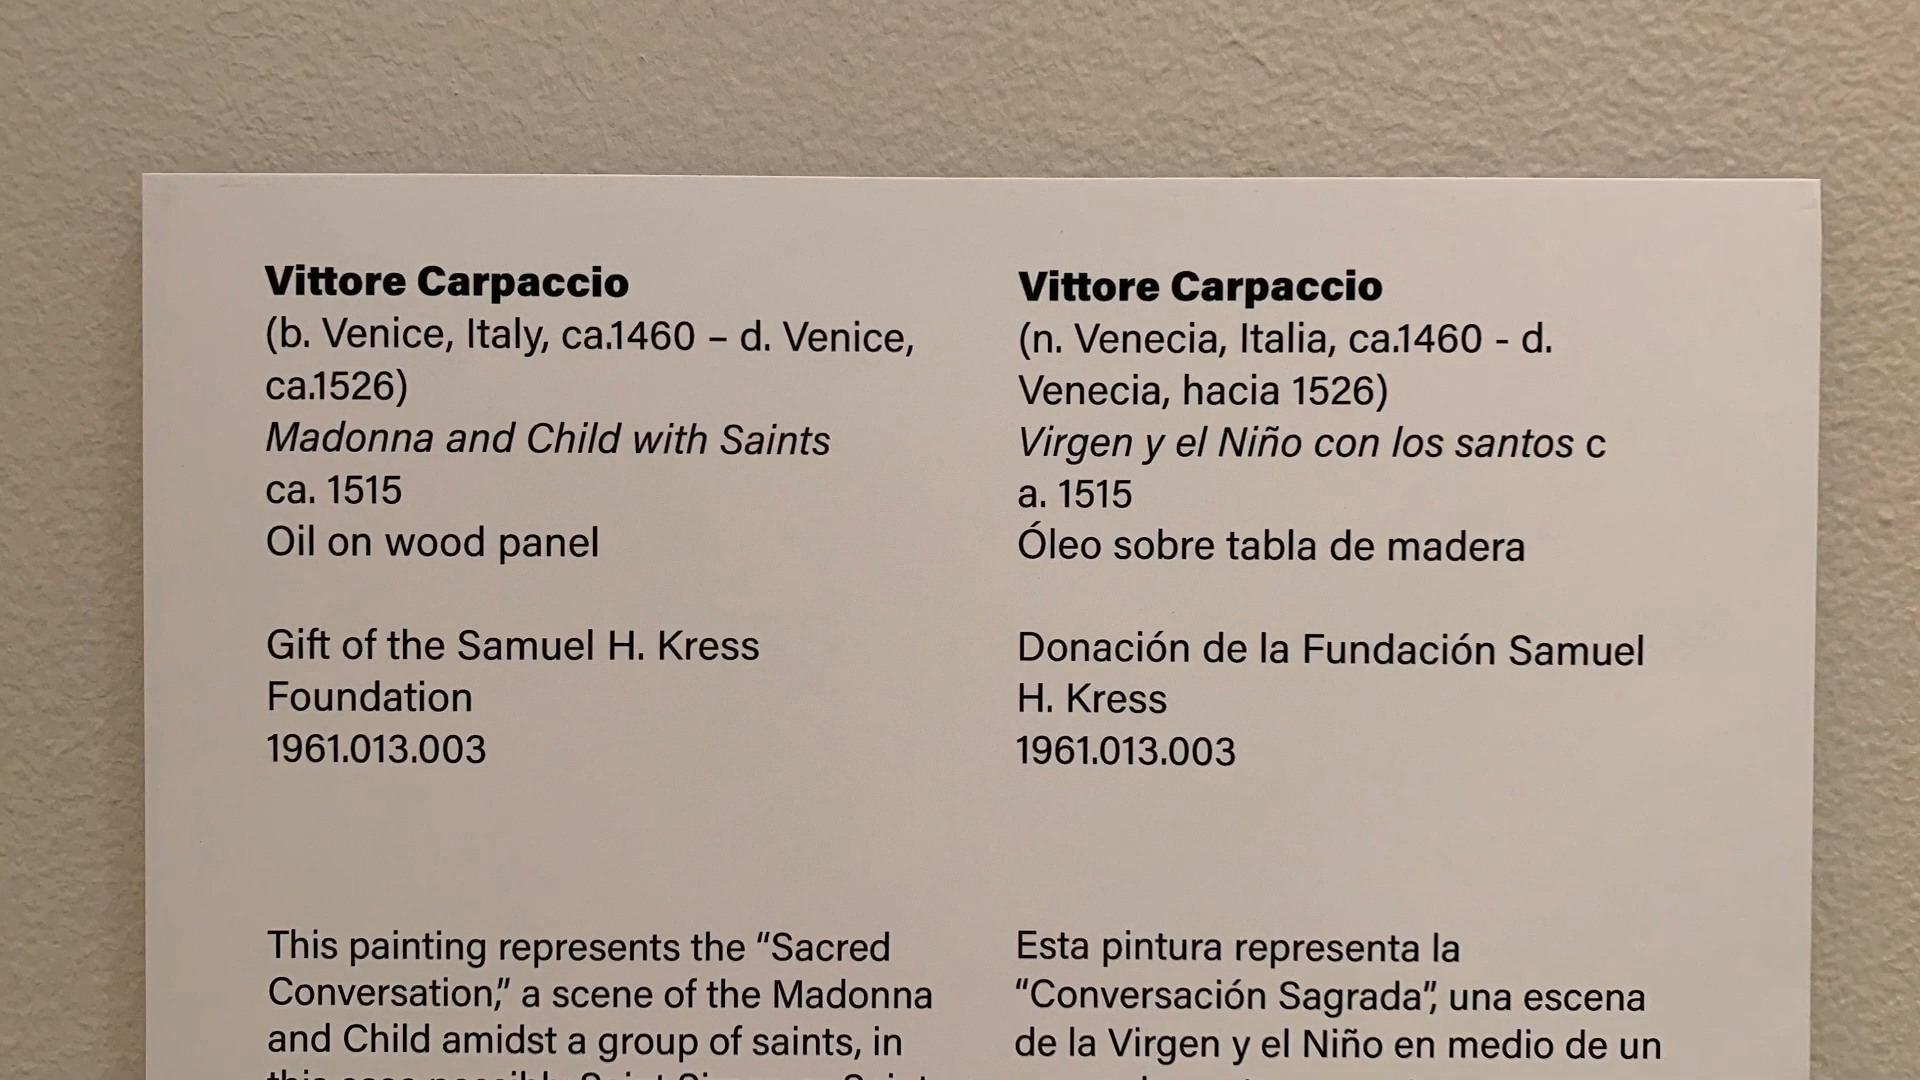 Vittore Carpaccio
(b. Venice, Italy, ca.1460 – d. Venice,
ca.1526)
Madonna and Child with Saints
ca. 1515
Oil on wood panel
Gift of the Samuel H. Kress
Foundation
1961.013.003
This painting represents the “Sacred
Conversation,” a scene of the Madonna
and Child amidst a group of saints, in
Vittore Carpaccio
(n. Venecia, Italia, ca.1460 - d.
Venecia, hacia 1526)
Virgen y el Niño con los santos c
a. 1515
Óleo sobre tabla de madera
Donación de la Fundación Samuel
H. Kress
1961.013.003
Esta pintura representa la
“Conversación Sagrada”, una escena
de la Virgen y el Niño en medio de un